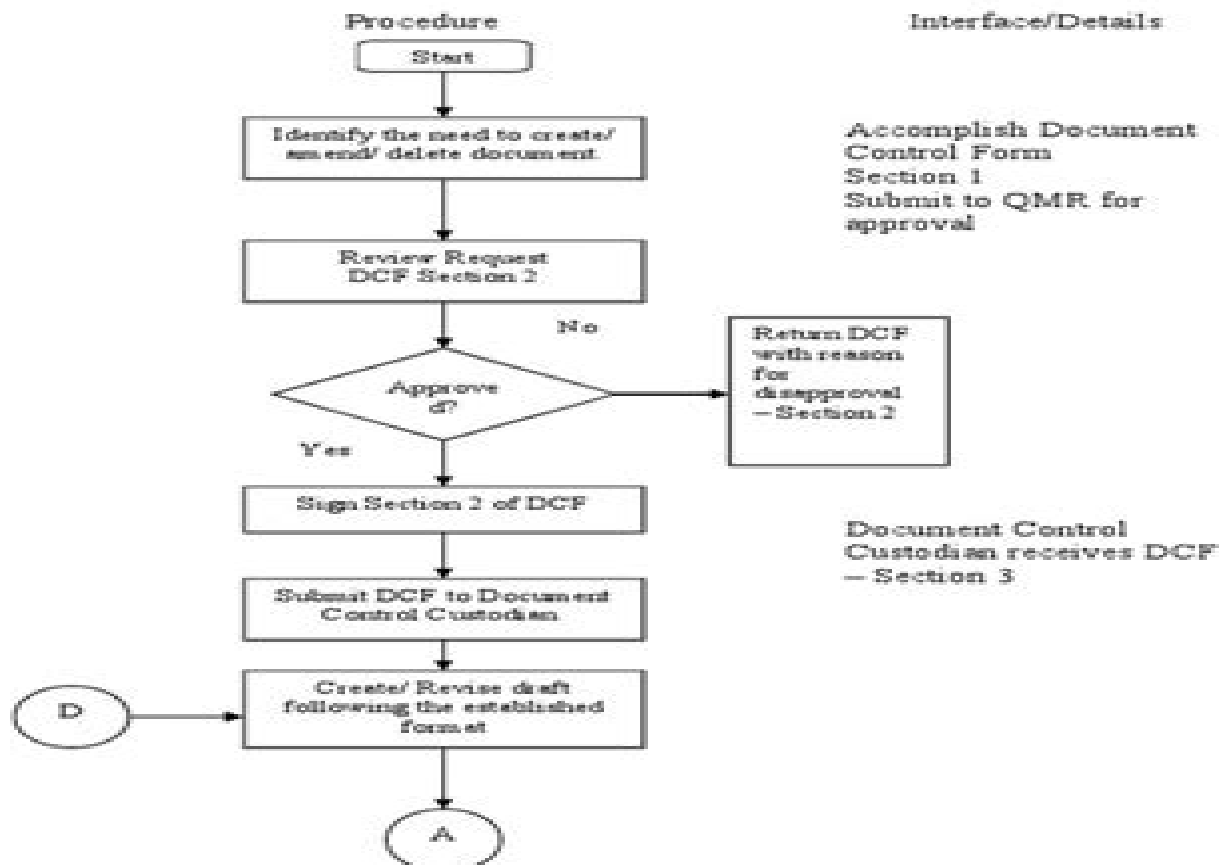 Procedure
Interface/Details
Start
Identify the need to create/
amend/ delete document
Accomplish Document
Control Form
Section 1
Submit to QMR for
approval
Review Request
DCF Section 2
No
Return DCF
with reason
for
disapproval
– Section 2
Approve
d?
Yes
Sign Section 2 of DCF
Document Control
Custodian receives DCF
– Section 3
Submit DCF to Document
Control Custodian
Create/ Revise draft
following the established
format
D
A